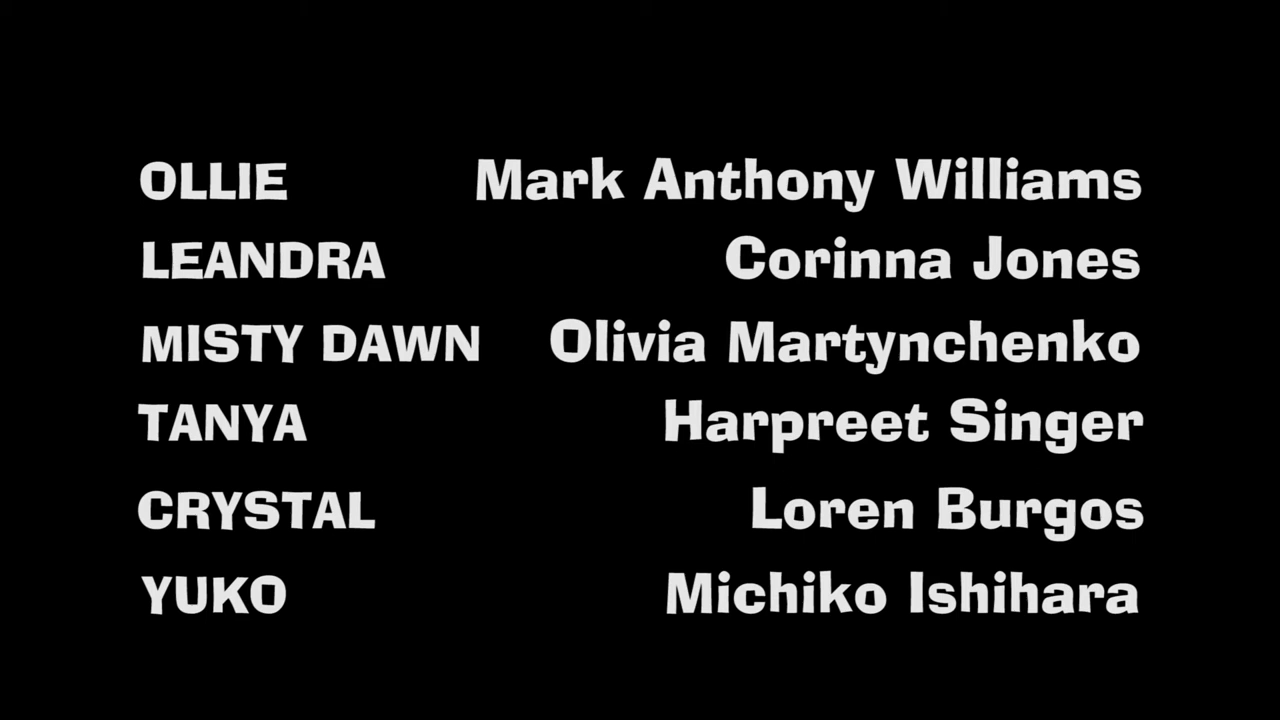 OLLIE Mark Anthony Williams
LEANDRA Corinna Jones
MISTY DAWN Olivia Martynchenko
TANYA Harpreet Singer
CRYSTAL Loren Burgos
YUKO Michiko Ishihara